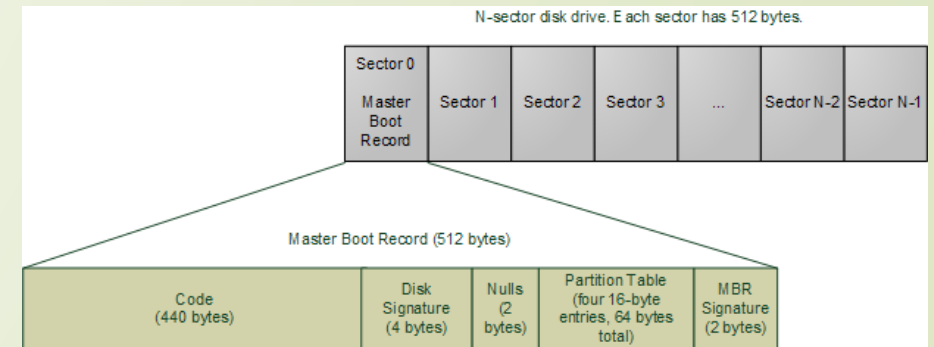 N-sector disk drive. Each sector has 512 bytes.
Sector 0
Master
Boot
Record
Sector 1
Sector 2
Sector 3
...
Sector N-2
Sector N-1
Master Boot Record (512 bytes)
Code
(440 bytes)
Disk
Signature
(4 bytes)
Nulls
(2
bytes)
Partition Table
(four 16-byte
entries, 64 bytes
total)
MBR
Signature
(2 bytes)